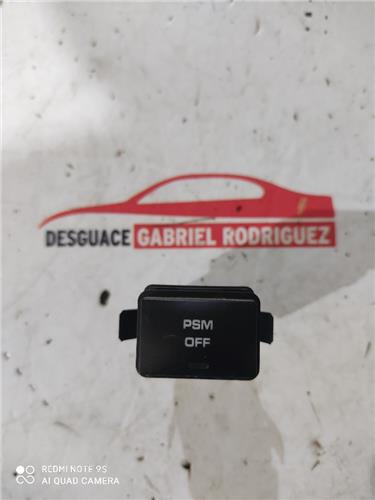 DESGUACE GABRIEL RODRIGUEZ
PSM
OFF
REDMI NOTE 9S
AI QUAD CAMERA